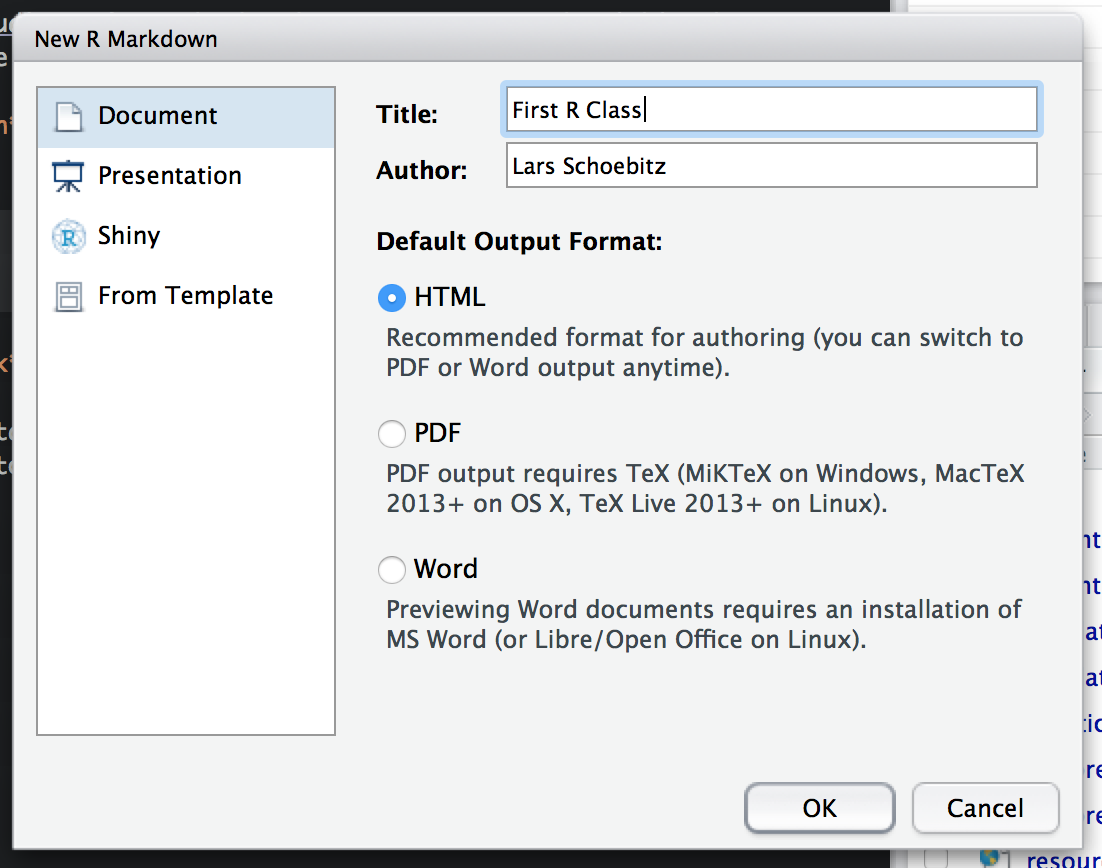 New R Markdown
Document
Presentation
Shiny
From Template
Title: First R Class
Author: Lars Schoebitz
Default Output Format:
HTML
Recommended format for authoring (you can switch to
PDF or Word output anytime).
PDF
PDF output requires TeX (MiKTeX on Windows, MacTeX
2013+ on OS X, TeX Live 2013+ on Linux).
Word
Previewing Word documents requires an installation of
MS Word (or Libre/Open Office on Linux).
OK Cancel